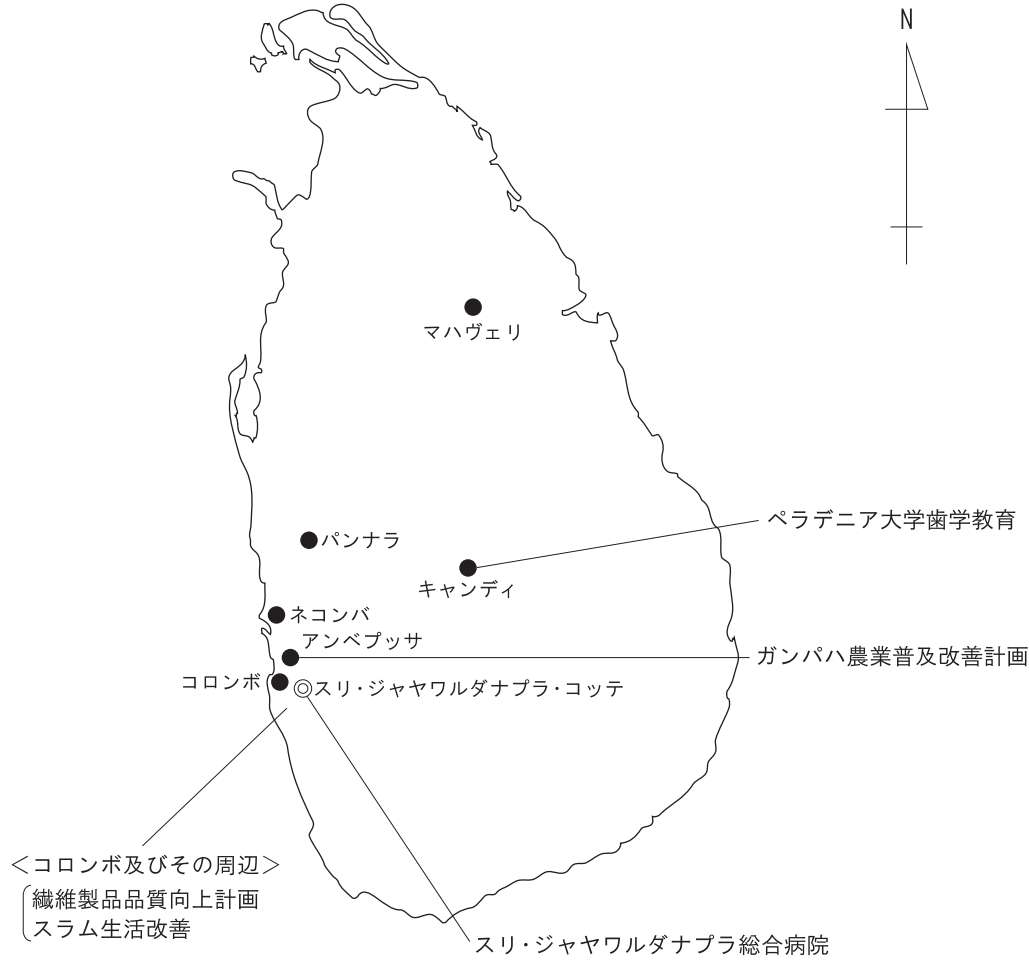 N
マハヴェリ
ペラデニア大学歯学教育
パンナラ
キャンディ
ネコンバ
アンベプッサ
ガンパハ農業普及改善計画
コロンボ
スリ・ジャヤワルダナプラ・コッテ
＜コロンボ及びその周辺＞
繊維製品品質向上計画
スラム生活改善
スリ・ジャヤワルダナプラ総合病院